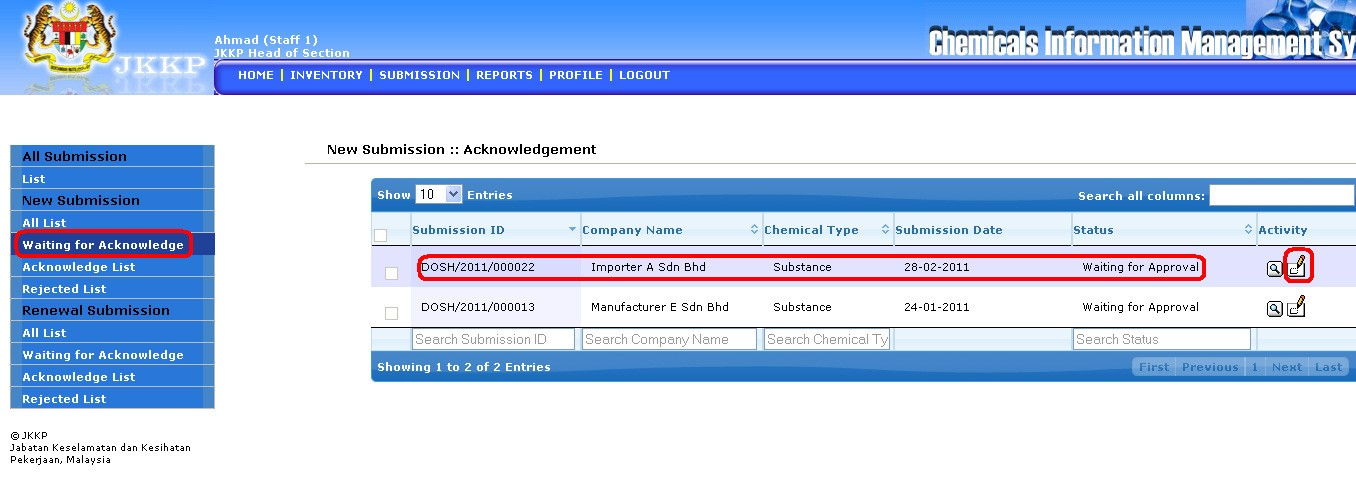 Ahmad (Staff 1)
JKKP Head of Section
JKKP
Chemicals Information Management Sy
HOME | INVENTORY | SUBMISSION | REPORTS | PROFILE | LOGOUT
All Submission
List
New Submission
All List
Waiting for Acknowledge
Acknowledge List
Rejected List
Renewal Submission
All List
Waiting for Acknowledge
Acknowledge List
Rejected List
© JKKP
Jabatan Keselamatan dan Kesihatan
Pekerjaan, Malaysia
New Submission :: Acknowledgement
Show 10 Entries Search all columns:
Submission ID Company Name Chemical Type Submission Date Status Activity
DOSH/2011/000022 Importer A Sdn Bhd Substance 28-02-2011 Waiting for Approval
DOSH/2011/000013 Manufacturer E Sdn Bhd Substance 24-01-2011 Waiting for Approval
Search Submission ID Search Company Name Search Chemical Ty Search Status
Showing 1 to 2 of 2 Entries First Previous 1 Next Last